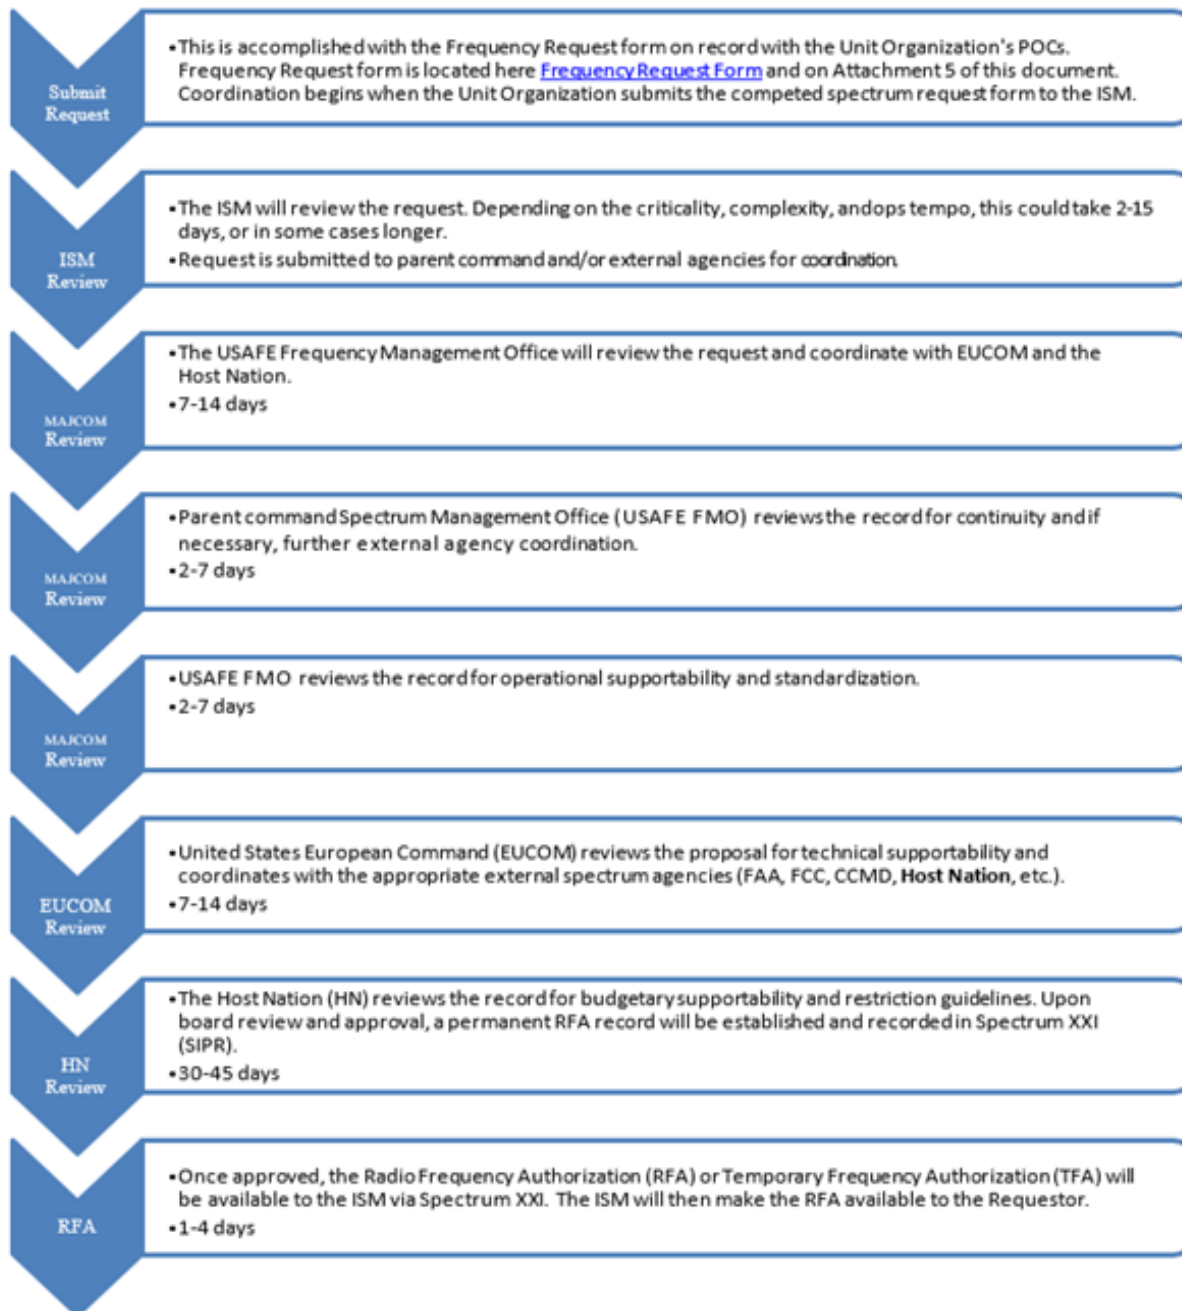 Submit
Request
•This is accomplished with the Frequency Request form on record with the Unit Organization's POCs.
Frequency Request form is located here Frequency Request Form and on Attachment 5 of this document.
Coordination begins when the Unit Organization submits the competed spectrum request form to the ISM.
ISM
Review
•The ISM will review the request. Depending on the criticality, complexity, andops tempo, this could take 2-15
days, or in some cases longer.
•Request is submitted to parent command and/or external agencies for coordination.
MAJCOM
Review
•The USAFE Frequency Management Office will review the request and coordinate with EUCOM and the
Host Nation.
•7-14 days
MAJCOM
Review
•Parent command Spectrum Management Office (USAFE FMO) reviews the record for continuity and if
necessary, further external agency coordination.
•2-7 days
MAJCOM
Review
•USAFE FMO reviews the record for operational supportability and standardization.
•2-7 days
EUCOM
Review
•United States European Command (EUCOM) reviews the proposal for technical supportability and
coordinates with the appropriate external spectrum agencies (FAA, FCC, CCMD, Host Nation, etc.).
•7-14 days
HN
Review
•The Host Nation (HN) reviews the record for budgetary supportability and restriction guidelines. Upon
board review and approval, a permanent RFA record will be established and recorded in Spectrum XXI
(SIPR).
•30-45 days
RFA
•Once approved, the Radio Frequency Authorization (RFA) or Temporary Frequency Authorization (TFA) will
be available to the ISM via Spectrum XXI. The ISM will then make the RFA available to the Requestor.
•1-4 days